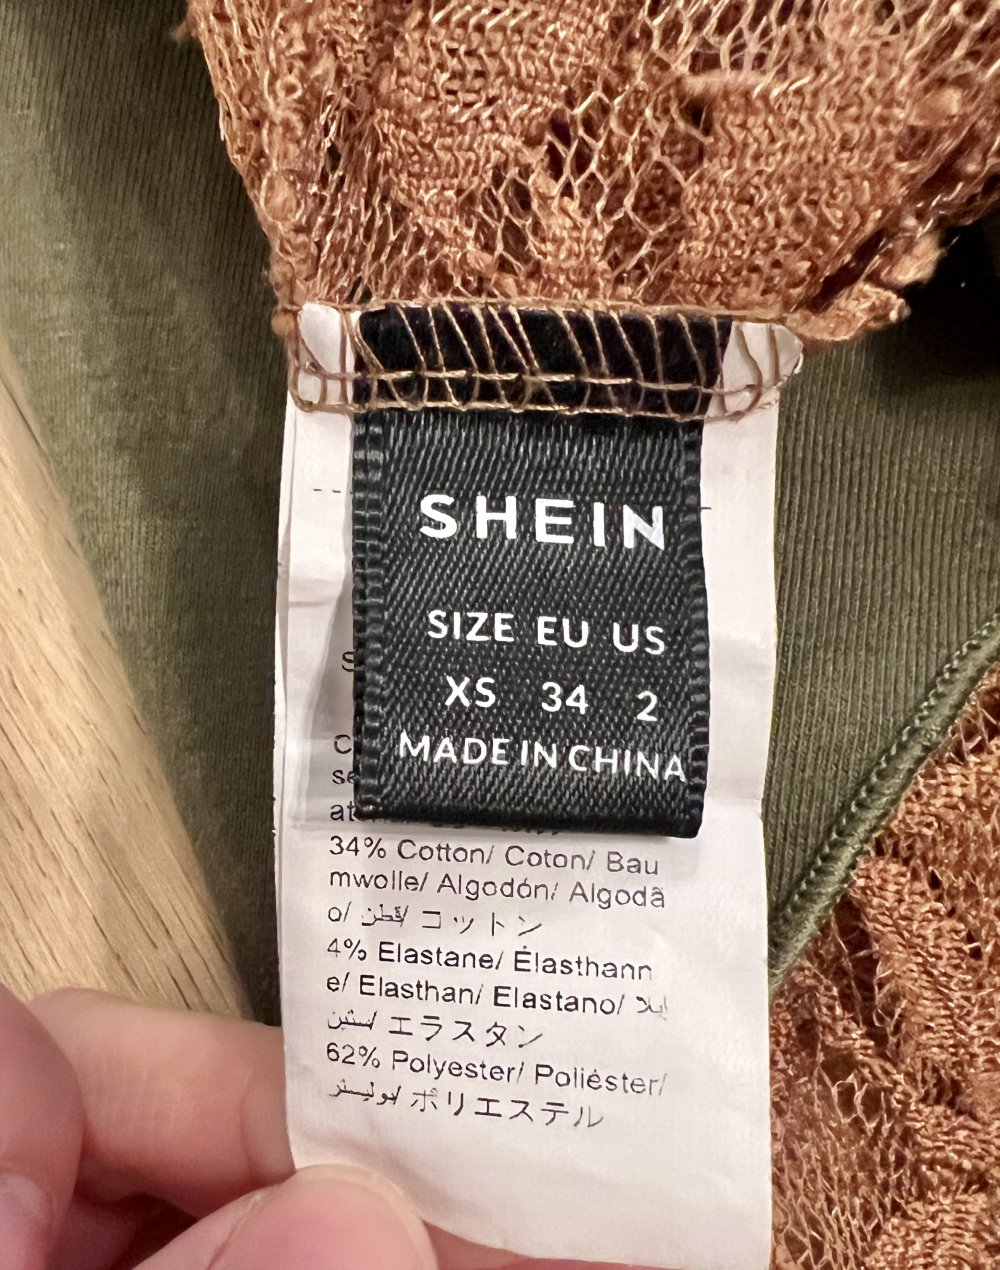 SHEIN
SIZE EU US
XS 34 2
MADE IN CHINA
34% Cotton/ Coton/ Bau
mwolle/ Algodón/ Algodã
o/ قطن/ コットン
4% Elastane/ Élasthann
e/ Elasthan/ Elastano/ إيلا
ستين/ エラスタン
62% Polyester/ Poliéster/
بوليستر/ ポリエステル